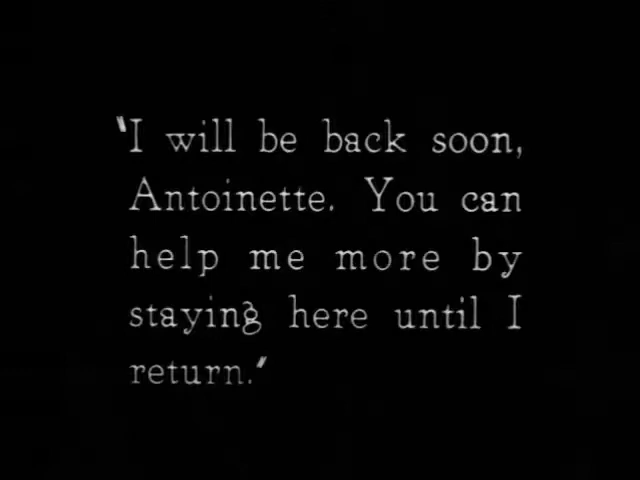 "I will be back soon,
Antoinette. You can
help me more by
staying here until I
return."